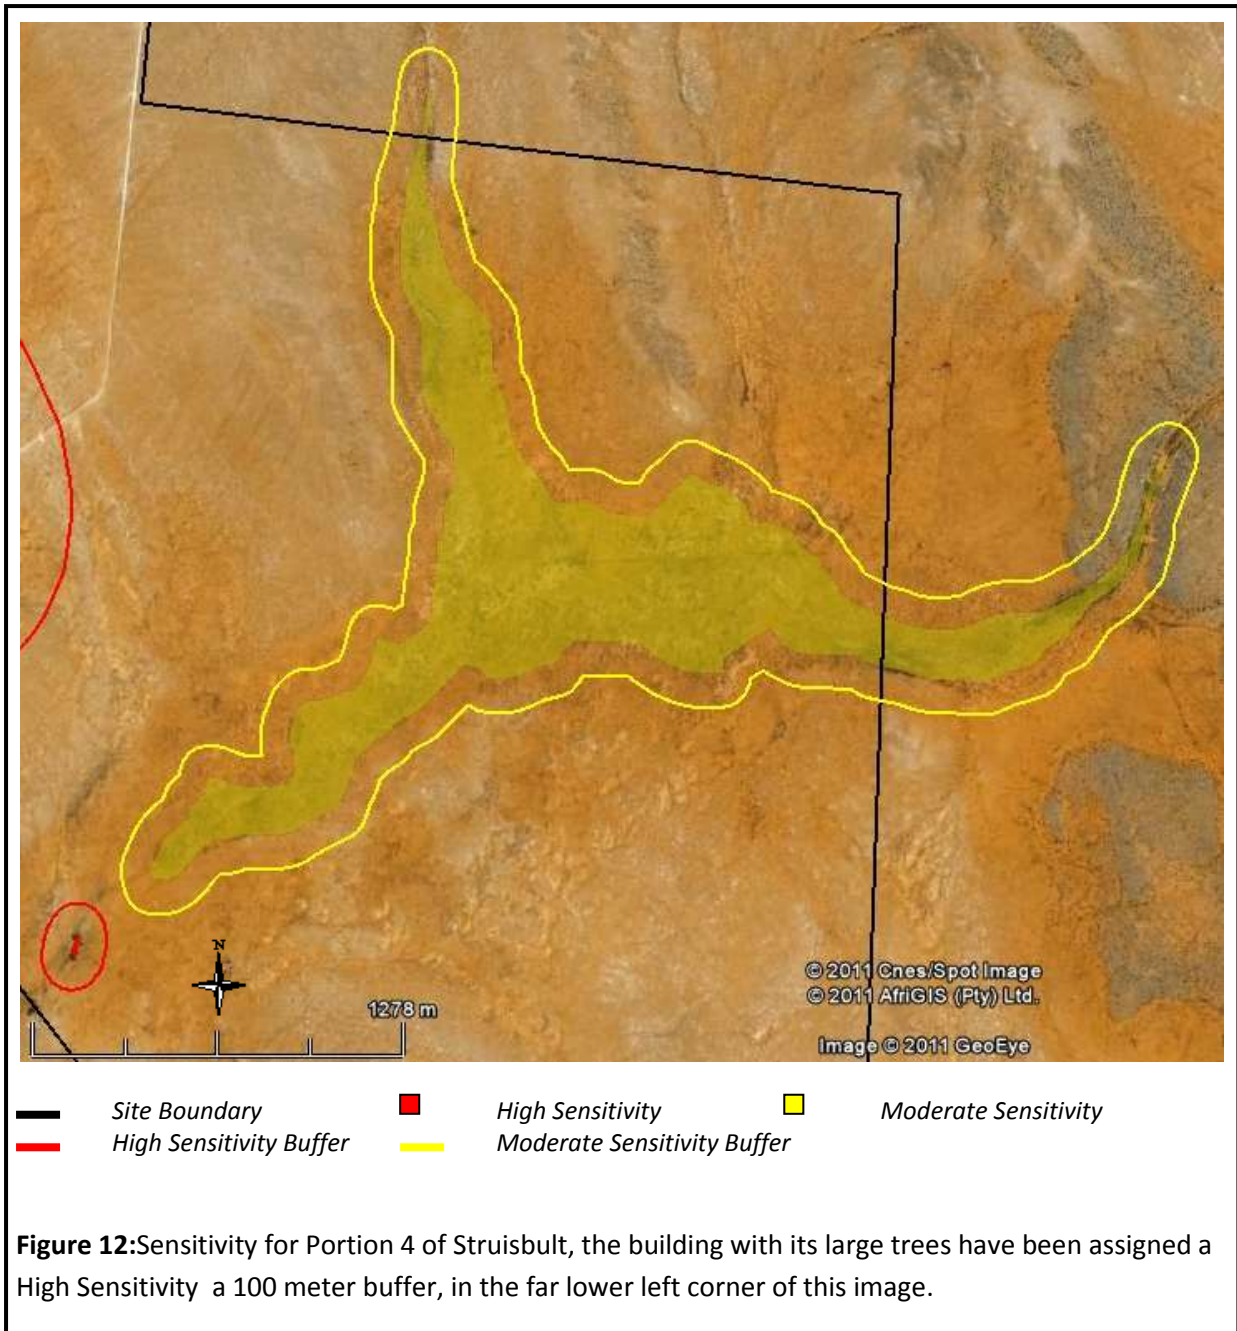 N
1278 m
© 2011 Cnes/Spot Image
© 2011 AfriGIS (Pty) Ltd.
Image © 2011 GeoEye
Site Boundary High Sensitivity Moderate Sensitivity
High Sensitivity Buffer Moderate Sensitivity Buffer
Figure 12:Sensitivity for Portion 4 of Struisbult, the building with its large trees have been assigned a
High Sensitivity  a 100 meter buffer, in the far lower left corner of this image.